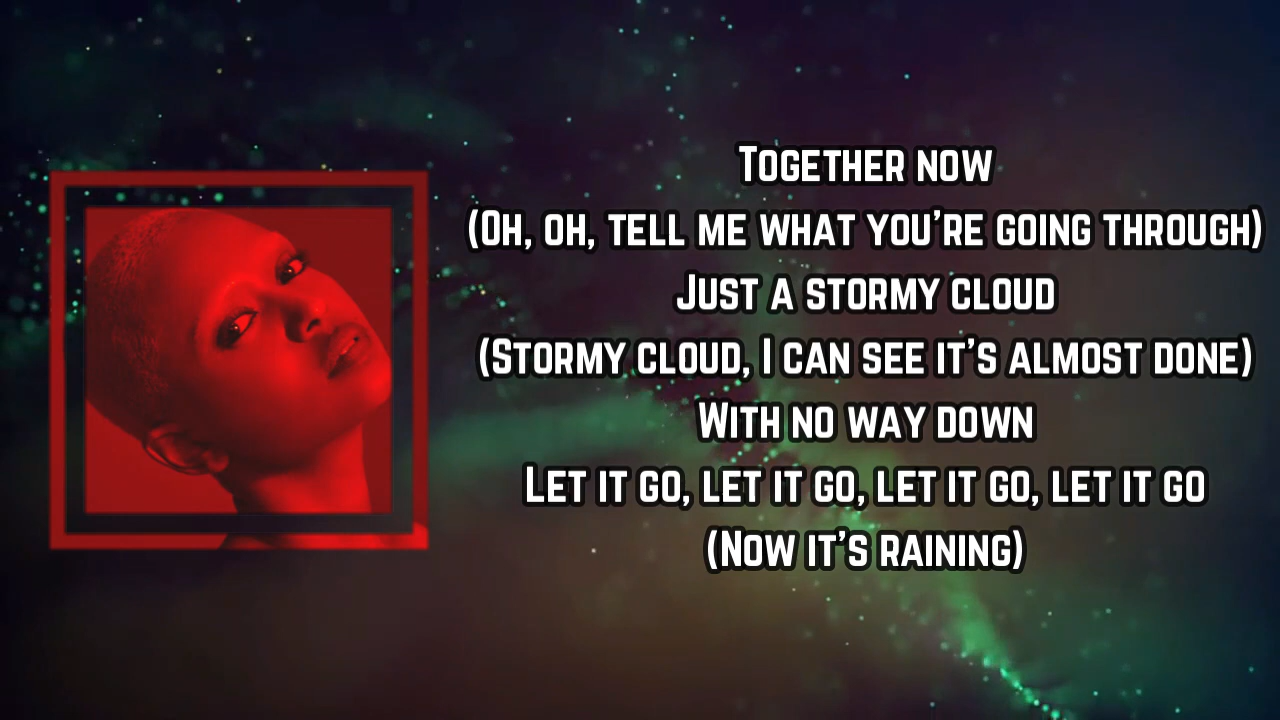 Together now
(Oh, oh, tell me what you're going through)
Just a stormy cloud
(Stormy cloud, I can see it's almost done)
With no way down
Let it go, let it go, let it go, let it go
(Now it's raining)